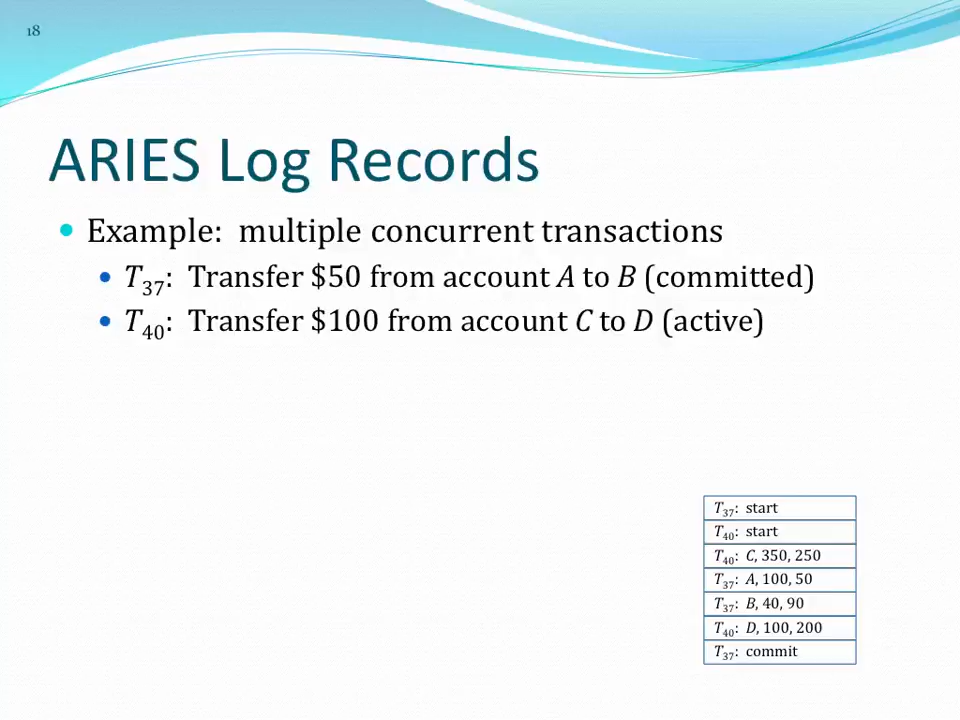 18
ARIES Log Records
Example: multiple concurrent transactions
T37: Transfer $50 from account A to B (committed)
T40: Transfer $100 from account C to D (active)
T37: start
T40: start
T40: C, 350, 250
T37: A, 100, 50
T37: B, 40, 90
T40: D, 100, 200
T37: commit